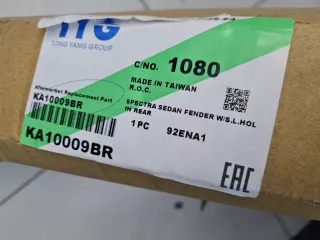 TYG
TONG YANG GROUP
C/NO. 1080
MADE IN TAIWAN
R.O.C.
Aftermarket Replacement Part
KA10009BR
SPECTRA SEDAN FENDER W/S.L.HOL
IN REAR
1 PC 92ENA1
KA10009BR
EAC